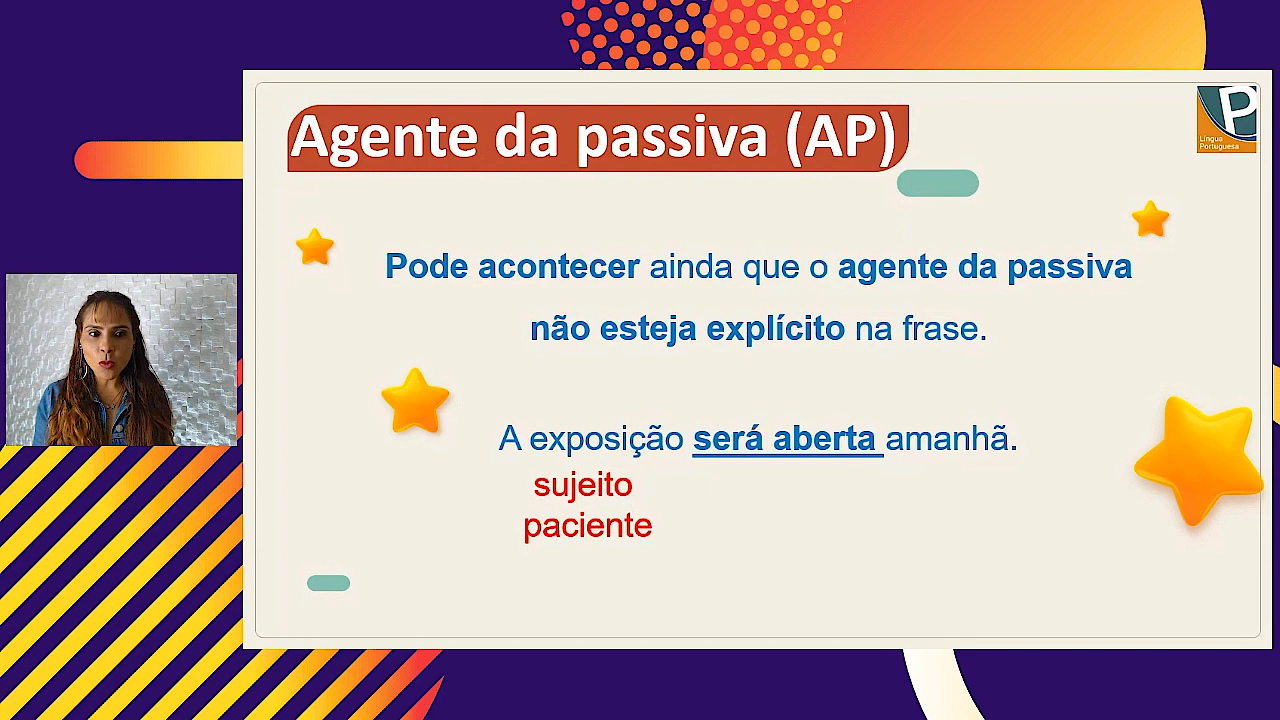 Agente da passiva (AP)
P
Língua
Portuguesa
Pode acontecer ainda que o agente da passiva
não esteja explícito na frase.
A exposição será aberta amanhã.
sujeito
paciente